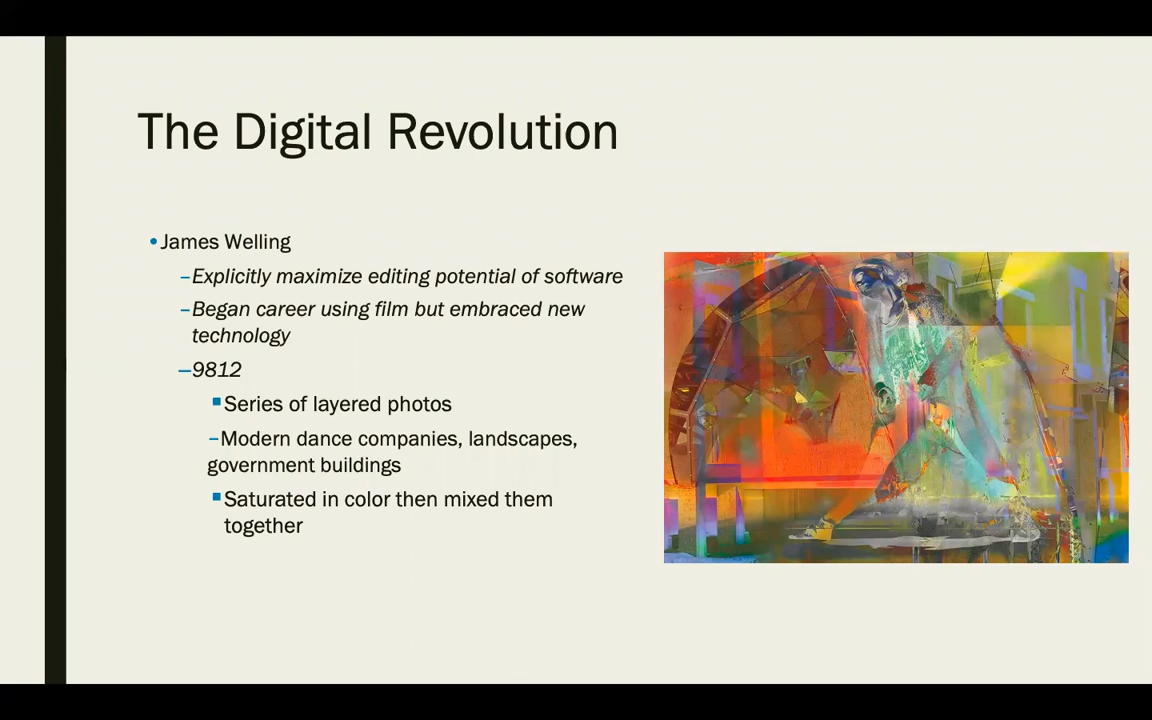 The Digital Revolution
•James Welling
–Explicitly maximize editing potential of software
–Began career using film but embraced new
technology
–9812
▪Series of layered photos
–Modern dance companies, landscapes,
government buildings
▪Saturated in color then mixed them
together